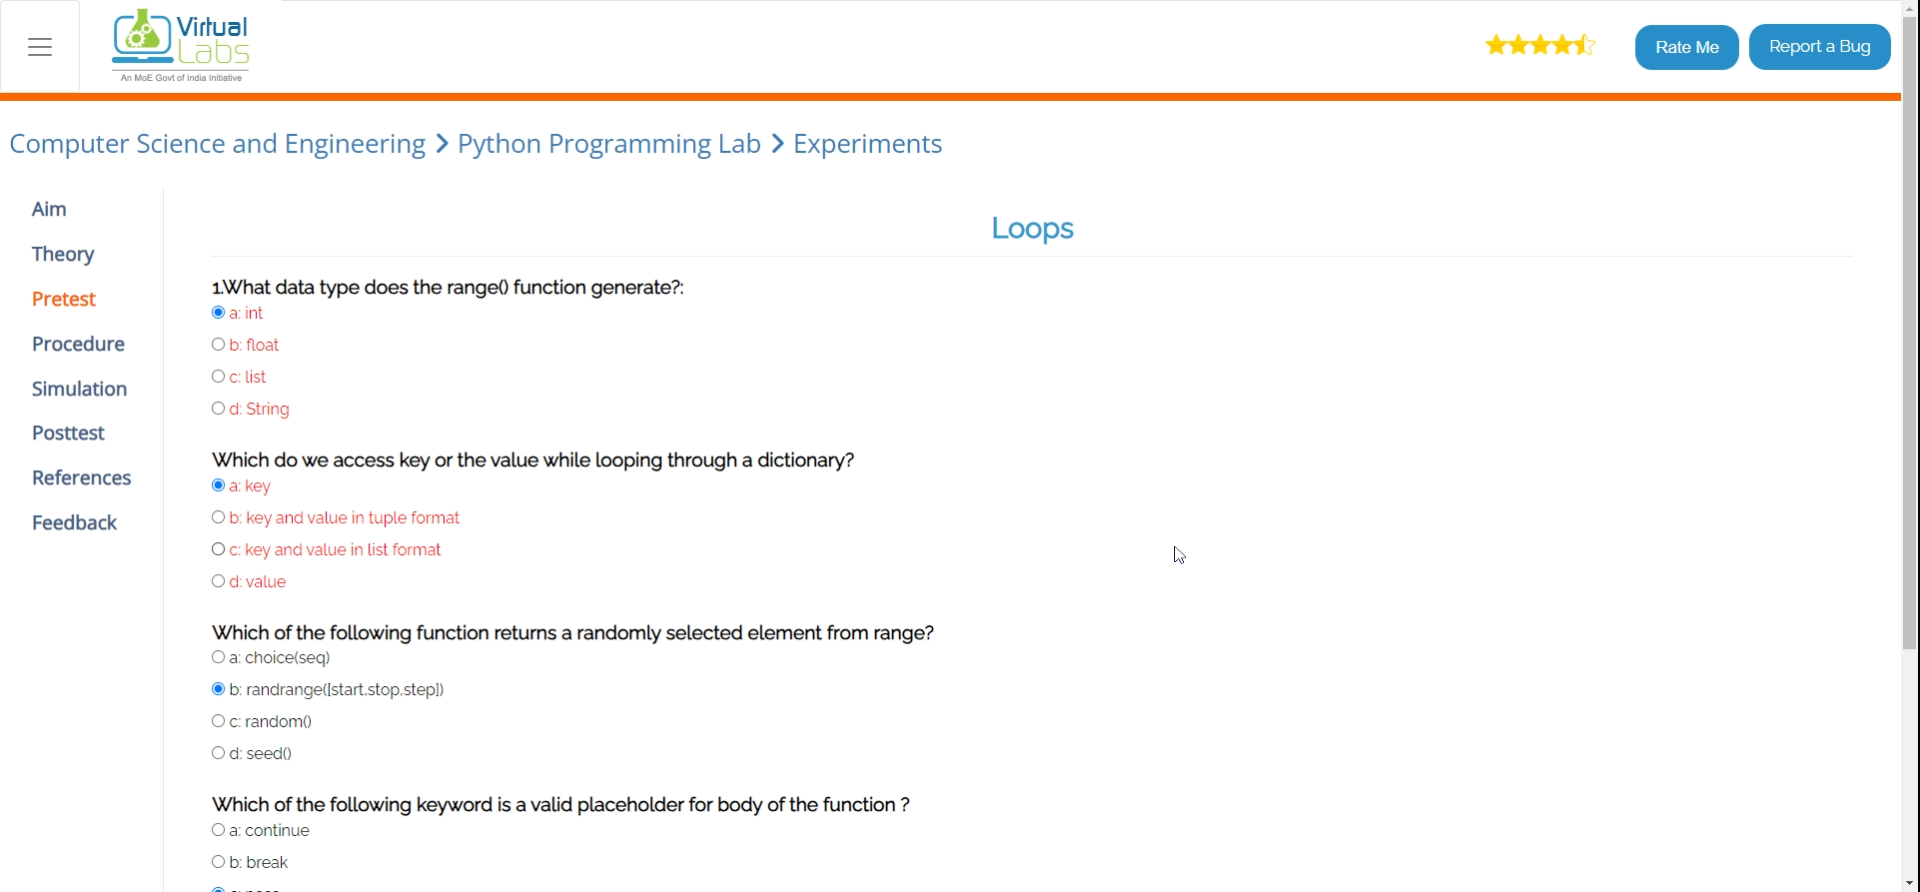 Virtual
Labs
An MoE Govt of India Initiative
Rate Me
Report a Bug
Computer Science and Engineering > Python Programming Lab > Experiments
Aim
Theory
Pretest
Procedure
Simulation
Posttest
References
Feedback
Loops
1.What data type does the range() function generate?:
a: int
b: float
c: list
d: String
Which do we access key or the value while looping through a dictionary?
a: key
b: key and value in tuple format
c: key and value in list format
d: value
Which of the following function returns a randomly selected element from range?
a: choice(seq)
b: randrange([start,stop,step])
c: random()
d: seed()
Which of the following keyword is a valid placeholder for body of the function ?
a: continue
b: break